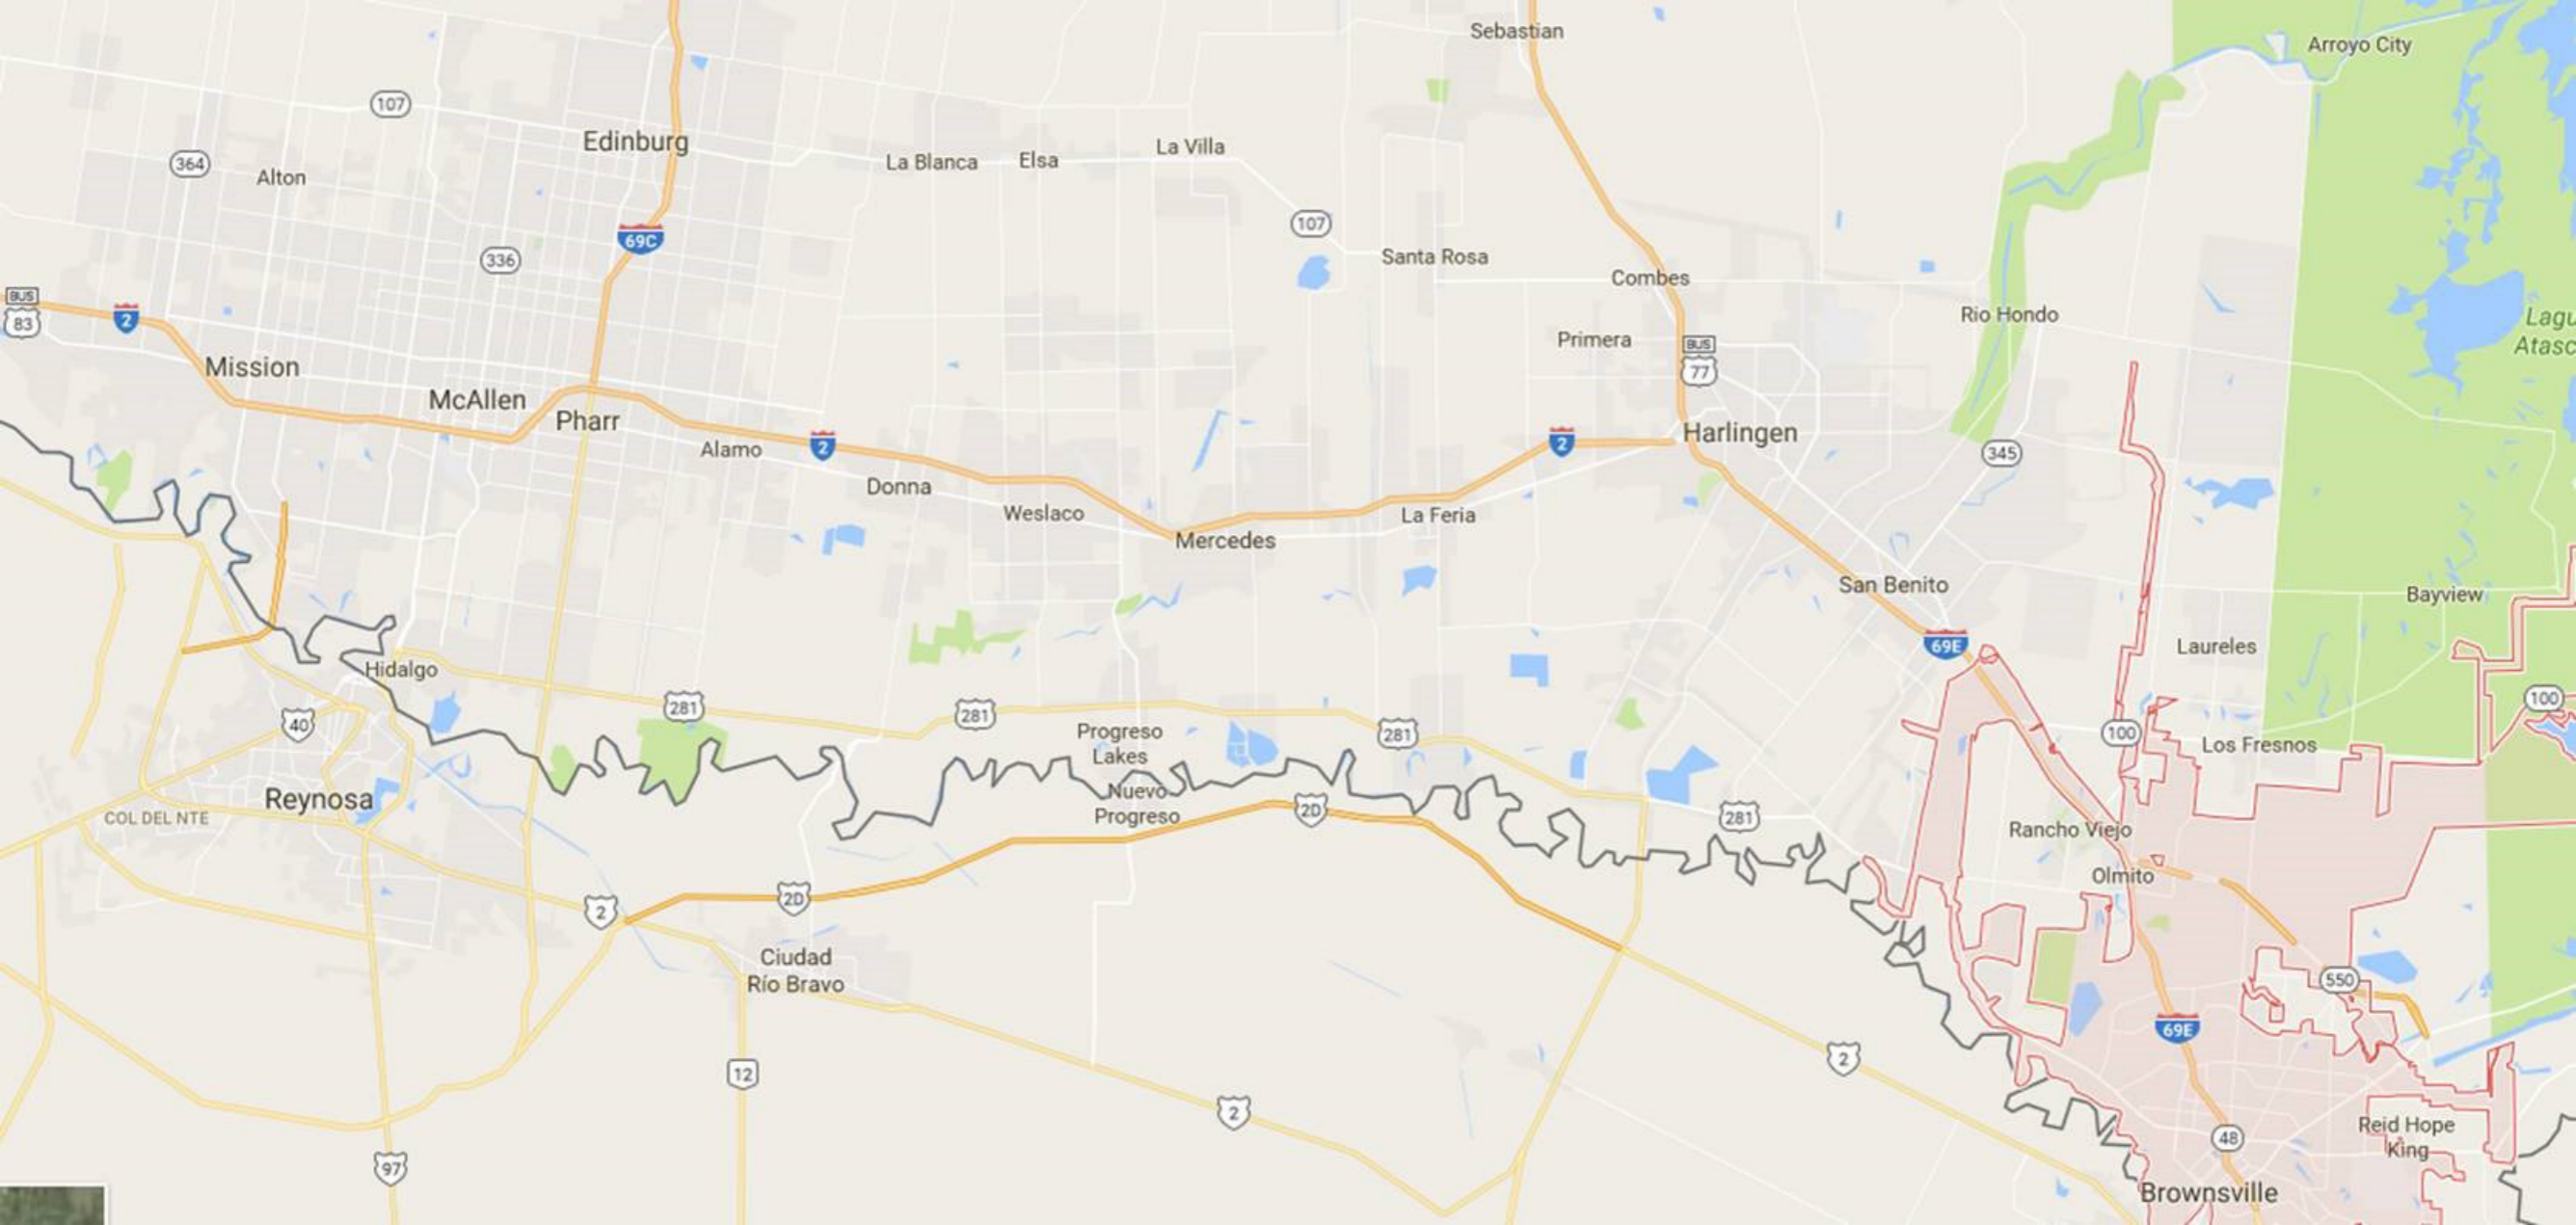 Sebastian
Arroyo City
107
Edinburg
364
Alton
La Blanca
Elsa
La Villa
107
69C
336
Santa Rosa
Combes
BUS
83
2
Rio Hondo
Lagu
Atasc
Primera
BUS
77
Mission
McAllen
Pharr
Alamo
2
2
Harlingen
345
Donna
Weslaco
Mercedes
La Feria
San Benito
Bayview
69E
Laureles
Hidalgo
281
281
281
100
100
40
Progreso
Lakes
Los Fresnos
Reynosa
COL DEL NTE
Nuevo
Progreso
2D
281
Rancho Viejo
Olmito
2
2D
Ciudad
Río Bravo
550
69E
12
2
2
97
48
Reid Hope
King
Brownsville